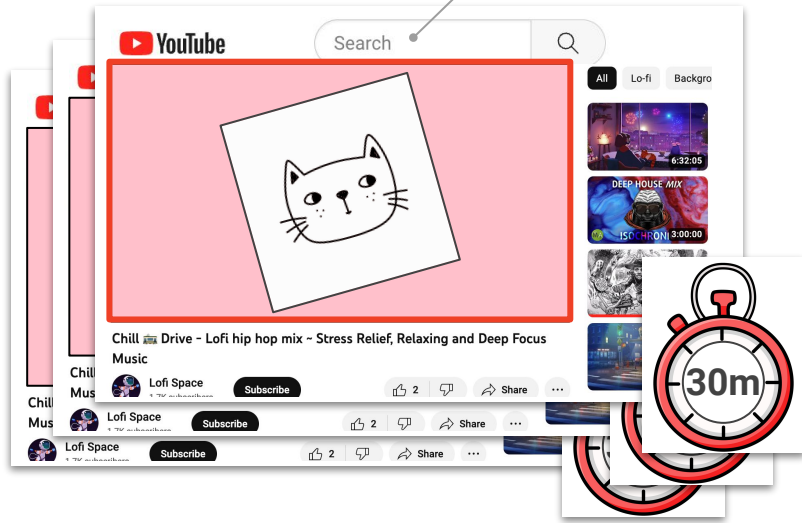 YouTube
Search
All
Lo-fi
Backgro
6:32:05
DEEP HOUSE MIX
ISOCHRONI
3:00:00
Chill 📻 Drive - Lofi hip hop mix ~ Stress Relief, Relaxing and Deep Focus
Music
Lofi Space
Subscribe
2
Share
...
30m
Chill
Mus
Lofi Space
Subscribe
2
Share
...
Chill
Mus
Lofi Space
Subscribe
2
Share
...